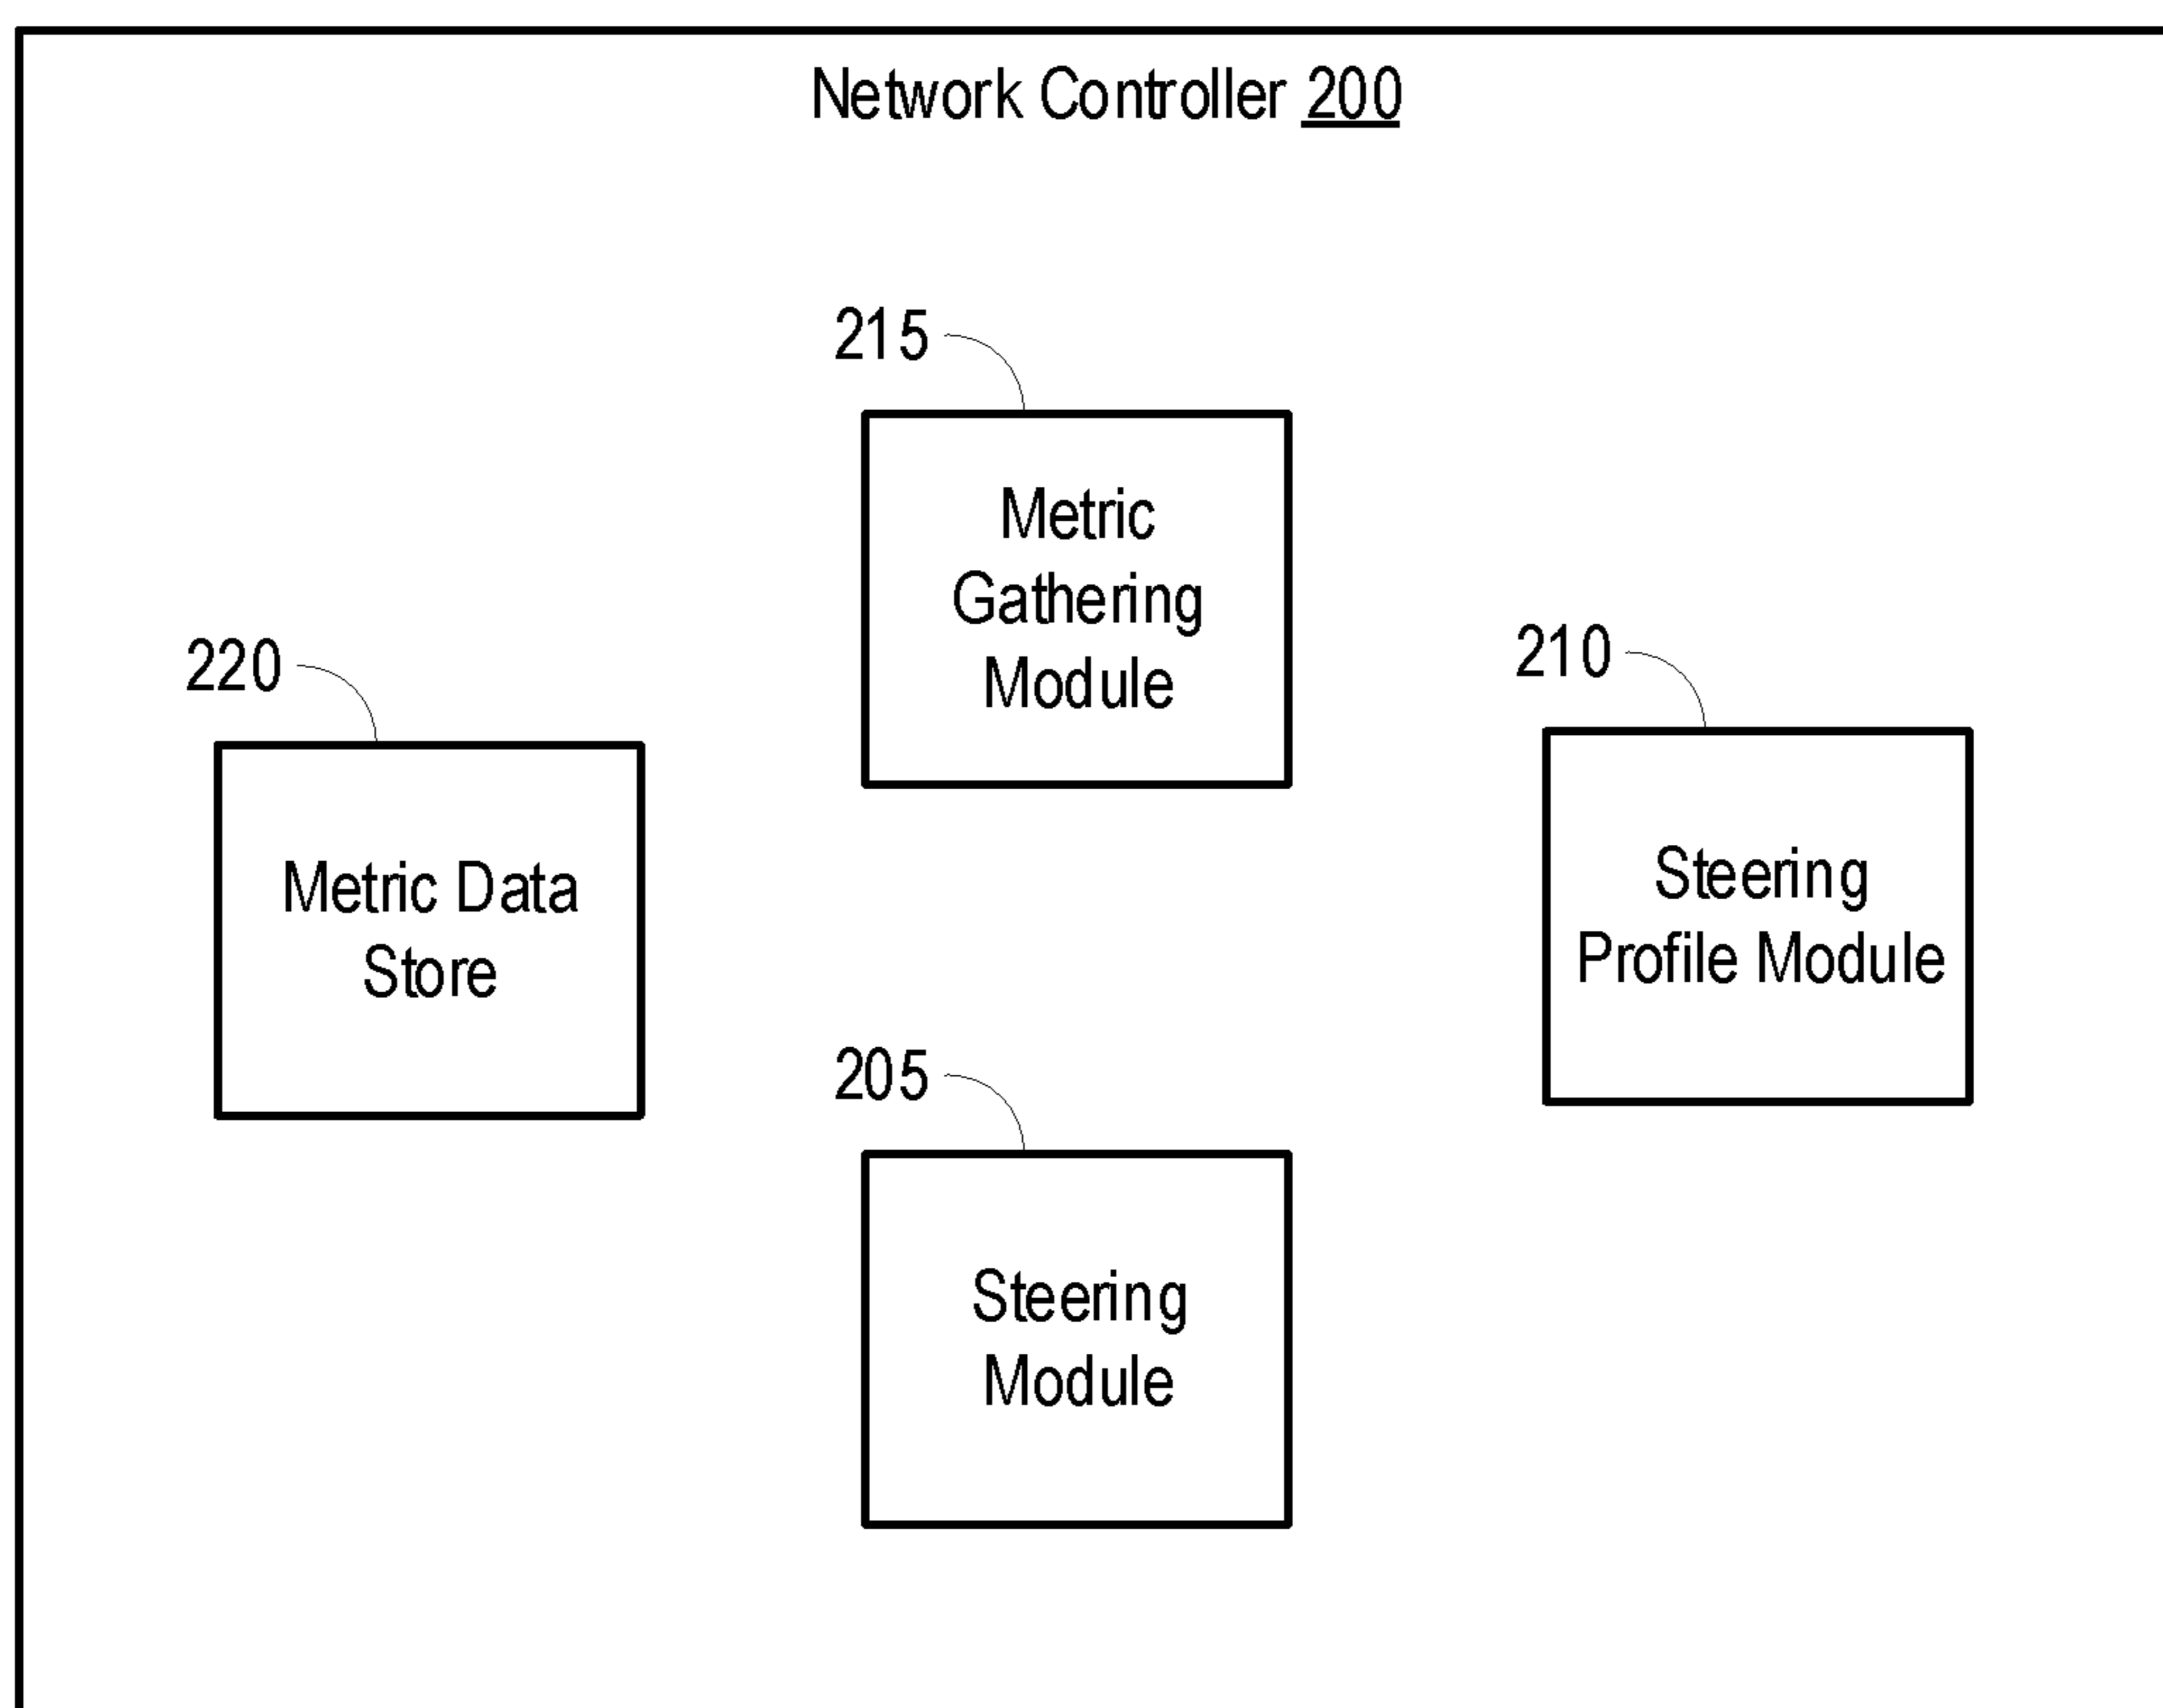 Network Controller 200
215
Metric
Gathering
Module
220
Metric Data
Store
210
Steering
Profile Module
205
Steering
Module